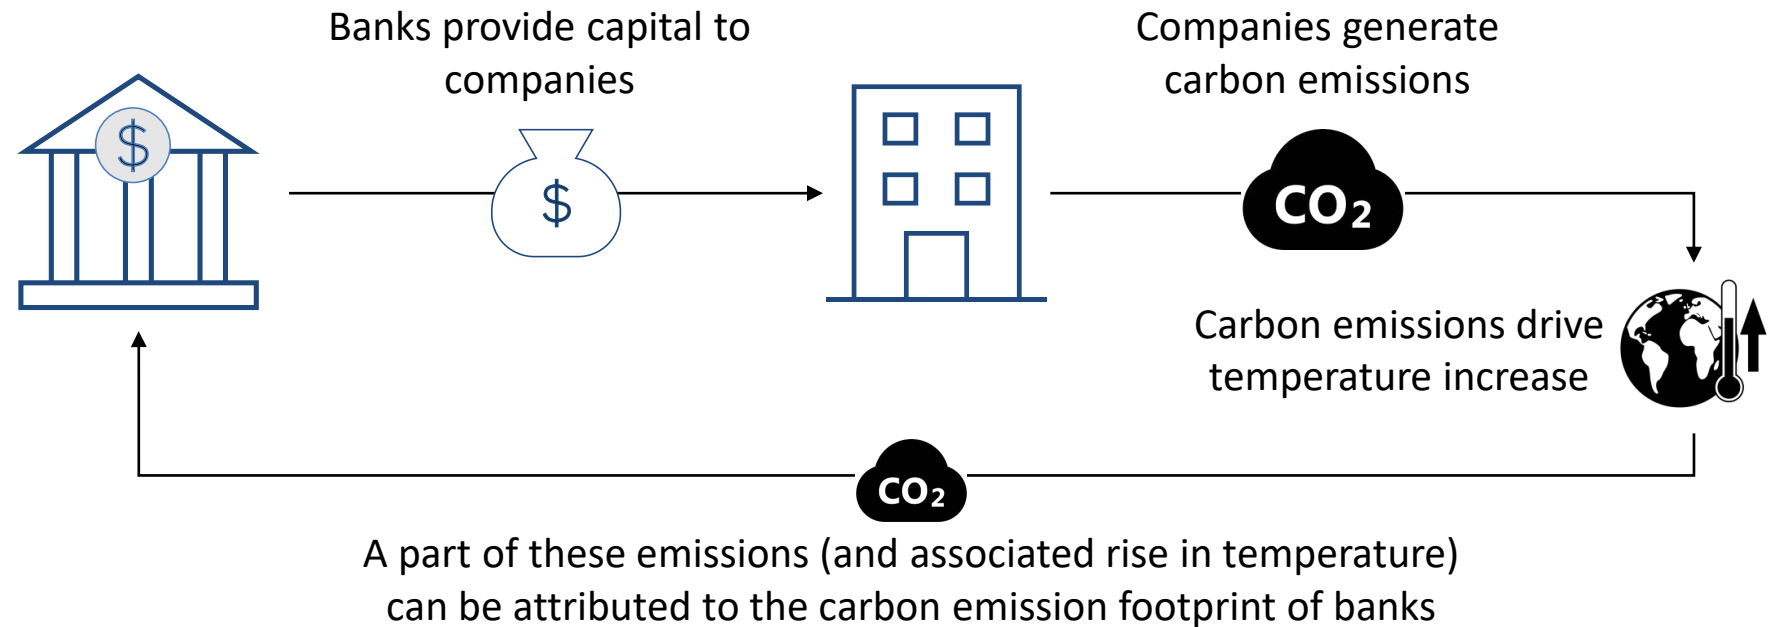 Banks provide capital to
companies
Companies generate
carbon emissions
$
$
CO₂
Carbon emissions drive
temperature increase
CO₂
A part of these emissions (and associated rise in temperature)
can be attributed to the carbon emission footprint of banks